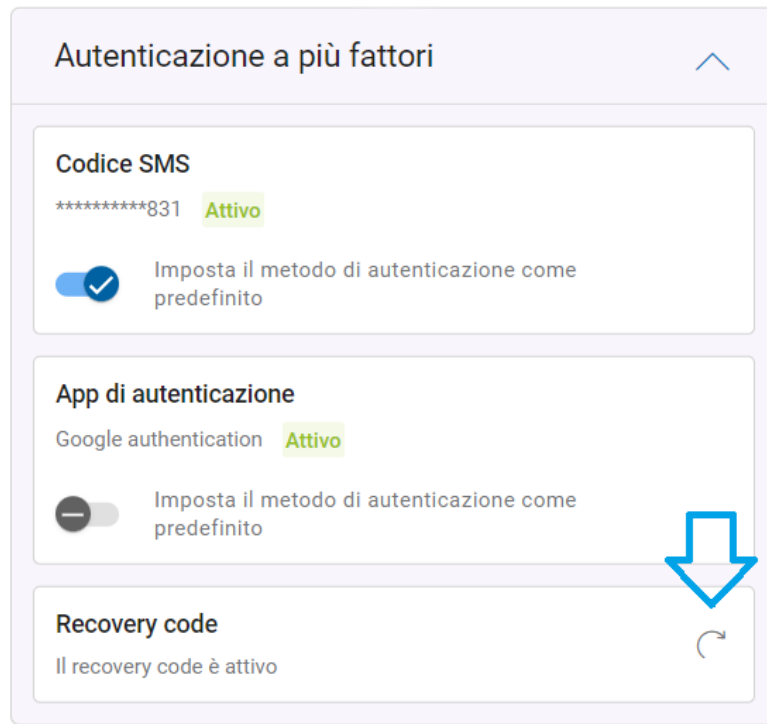 Autenticazione a più fattori
Codice SMS
**********831 Attivo
Imposta il metodo di autenticazione come
predefinito
App di autenticazione
Google authentication Attivo
Imposta il metodo di autenticazione come
predefinito
Recovery code
Il recovery code è attivo